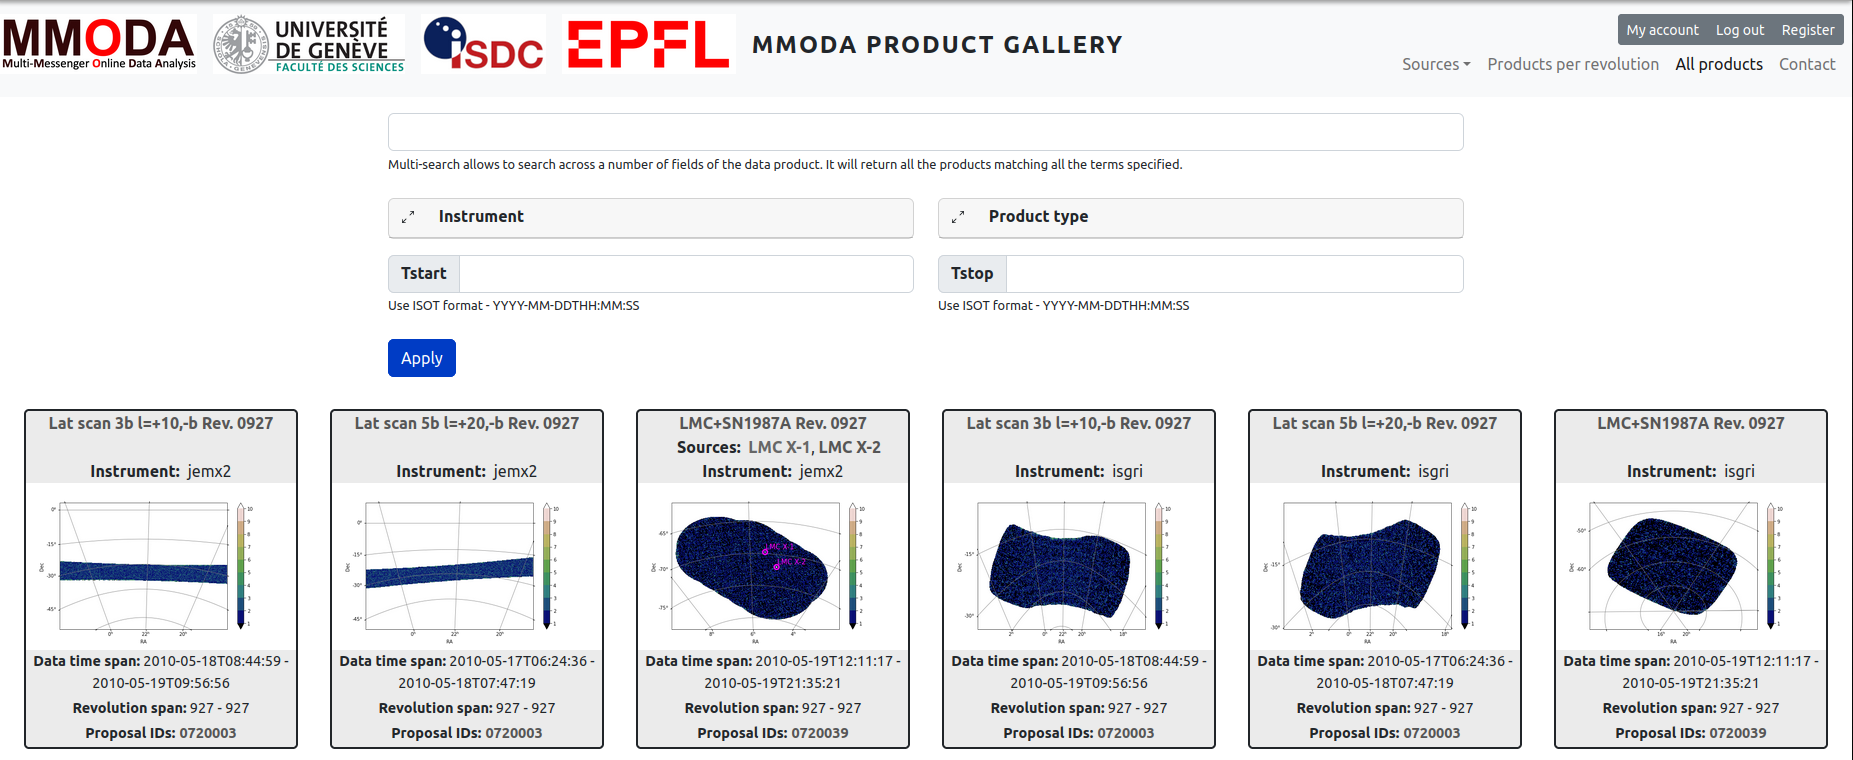 MMODA
Multi-Messenger Online Data Analysis
UNIVERSITÉ
DE GENÈVE
FACULTÉ DES SCIENCES
iSDC
EPFL
MMODA PRODUCT GALLERY
My account Log out Register
Sources Products per revolution All products Contact
Multi-search allows to search across a number of fields of the data product. It will return all the products matching all the terms specified.
Instrument Product type
Tstart Tstop
Use ISOT format - YYYY-MM-DDTHH:MM:SS Use ISOT format - YYYY-MM-DDTHH:MM:SS
Apply
Lat scan 3b l=+10,-b Rev. 0927
Instrument: jemx2
Data time span: 2010-05-18T08:44:59 -
2010-05-19T09:56:56
Revolution span: 927 - 927
Proposal IDs: 0720003
Lat scan 5b l=+20,-b Rev. 0927
Instrument: jemx2
Data time span: 2010-05-17T06:24:36 -
2010-05-18T07:47:19
Revolution span: 927 - 927
Proposal IDs: 0720003
LMC+SN1987A Rev. 0927
Sources: LMC X-1, LMC X-2
Instrument: jemx2
LMC X-1
LMC X-2
Data time span: 2010-05-19T12:11:17 -
2010-05-19T21:35:21
Revolution span: 927 - 927
Proposal IDs: 0720039
Lat scan 3b l=+10,-b Rev. 0927
Instrument: isgri
Data time span: 2010-05-18T08:44:59 -
2010-05-19T09:56:56
Revolution span: 927 - 927
Proposal IDs: 0720003
Lat scan 5b l=+20,-b Rev. 0927
Instrument: isgri
Data time span: 2010-05-17T06:24:36 -
2010-05-18T07:47:19
Revolution span: 927 - 927
Proposal IDs: 0720003
LMC+SN1987A Rev. 0927
Instrument: isgri
Data time span: 2010-05-19T12:11:17 -
2010-05-19T21:35:21
Revolution span: 927 - 927
Proposal IDs: 0720039